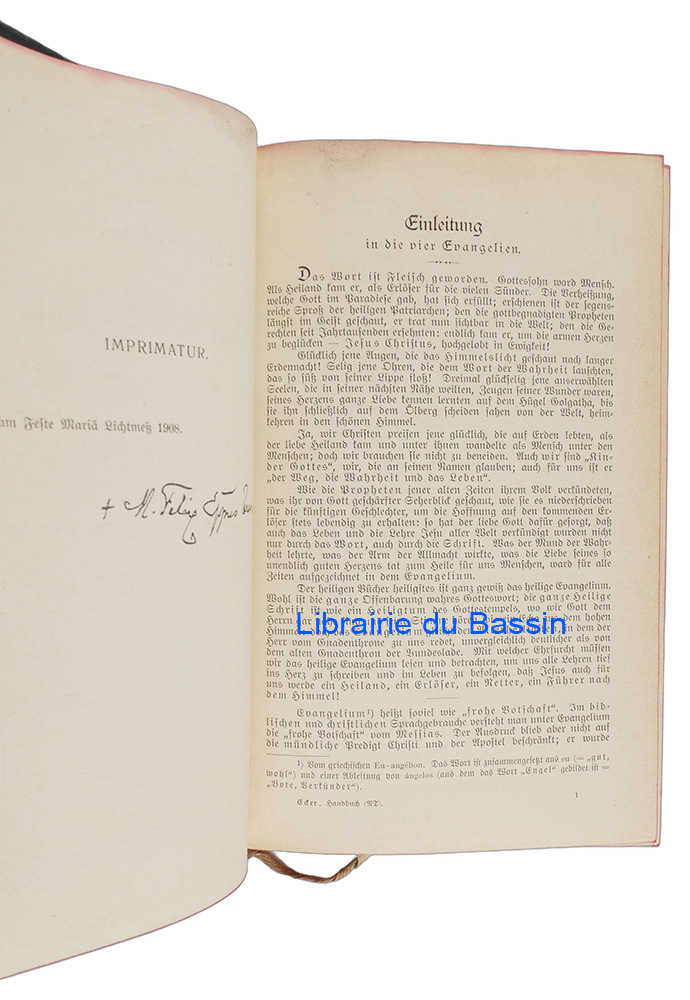 IMPRIMATUR.
am Feste Mariä Lichtmeß 1908.
+ M. Felix
Einleitung
in die vier Evangelien.
Das Wort ist Fleisch geworden. Gottessohn ward Mensch.
Als Heiland kam er, als Erlöser für die vielen Sünder. Die Verheißung,
welche Gott im Paradiese gab, hat sich erfüllt; erschienen ist der segens-
reiche Sproß der heiligen Patriarchen; den die gottbegnadigten Propheten
längst im Geist geschaut, er trat nun sichtbar in die Welt; den die Ge-
rechten seit Jahrtausenden ersehnten: endlich kam er, um die armen Herzen
zu beglücken — Jesus Christus, hochgelobt in Ewigkeit!
Glücklich jene Augen, die das Himmelslicht geschaut nach langer
Erdennacht! Selig jene Ohren, die dem Wort der Wahrheit lauschten,
das so süß von seiner Lippe floß! Dreimal glückselig jene auserwählten
Seelen, die in seiner nächsten Nähe weilten, Zeugen seiner Wunder waren,
seines Herzens ganze Liebe kennen lernten auf dem Hügel Golgatha, bis
sie ihn schließlich auf dem Ölberg scheiden sahen von der Welt, heim-
kehren in den schönen Himmel.
Ja, wir Christen preisen jene glücklich, die auf Erden lebten, als
der liebe Heiland kam und unter ihnen wandelte als Mensch unter den
Menschen; doch wir brauchen sie nicht zu beneiden. Auch wir sind „Kin-
der Gottes“, wir, die an seinen Namen glauben; auch für uns ist er
„der Weg, die Wahrheit und das Leben“.
Wie die Propheten jener alten Zeiten ihrem Volk verkündeten,
was ihr von Gott geschärfter Seherblick geschaut, wie sie es niederschrieben
für die künftigen Geschlechter, um die Hoffnung auf den kommenden Er-
löser stets lebendig zu erhalten: so hat der liebe Gott dafür gesorgt, daß
auch das Leben und die Lehre Jesu aller Welt verkündigt wurden nicht
nur durch das Wort, auch durch die Schrift. Was der Mund der Wahr-
heit lehrte, was der Arm der Allmacht wirkte, was die Liebe seines so
unendlich guten Herzens tat zum Heile für uns Menschen, ward für alle
Zeiten aufgezeichnet in dem Evangelium.
Der heiligen Bücher heiligstes ist ganz gewiß das heilige Evangelium.
Wohl ist die ganze Offenbarung wahres Gotteswort; die ganze Heilige
Schrift ist wie ein Heiligtum des Gottestempels, wo wir Gott dem
Herrn
Librairie du Bassin
hohen
Himmel in dem der
Herr vom Gnadenthrone zu uns redet, unvergleichlich deutlicher als von
dem alten Gnadenthron der Bundeslade. Mit welcher Ehrfurcht müssen
wir das heilige Evangelium lesen und betrachten, um uns alle Lehren tief
ins Herz zu schreiben und im Leben zu befolgen, daß Jesus auch für
uns werde ein Heiland, ein Erlöser, ein Retter, ein Führer nach
dem Himmel!
Evangelium¹) heißt soviel wie „frohe Botschaft“. Im bib-
lischen und christlichen Sprachgebrauche versteht man unter Evangelium
die „frohe Botschaft“ vom Messias. Der Ausdruck blieb aber nicht auf
die mündliche Predigt Christi und der Apostel beschränkt; er wurde
¹) Vom griechischen Eu-angélion. Das Wort ist zusammengesetzt aus eu (= „gut,
wohl“) und einer Ableitung von ángelos (aus dem das Wort „Engel“ gebildet ist =
„Bote, Verkünder“).
Ecker, Handbuch (NT).
1